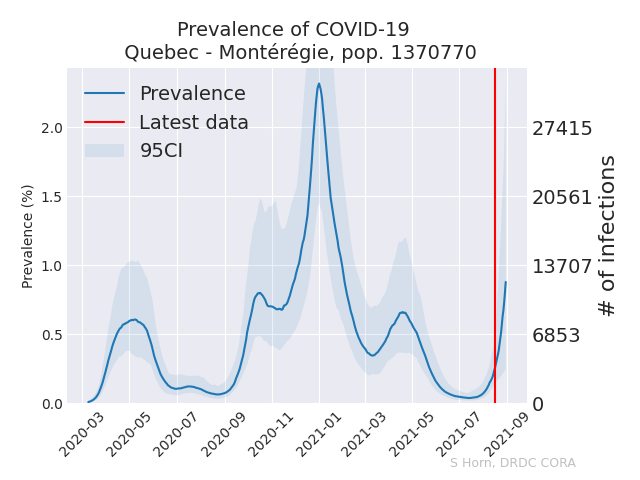 Prevalence of COVID-19
Quebec - Montérégie, pop. 1370770
Prevalence
Latest data
95CI
Prevalence (%)
2.0
1.5
1.0
0.5
0.0
27415
20561
13707
6853
0
# of infections
2020-03
2020-05
2020-07
2020-09
2020-11
2021-01
2021-03
2021-05
2021-07
2021-09
S Horn, DRDC CORA